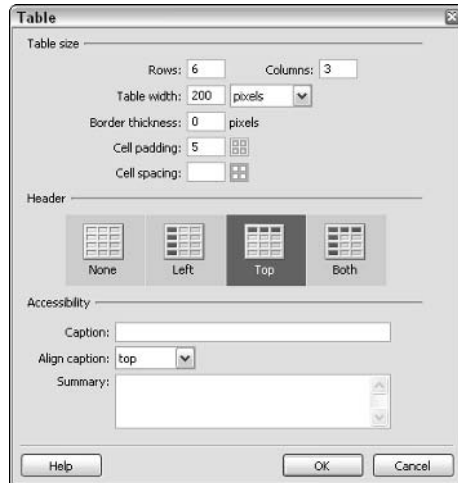 Table
Table size
Rows: 6 Columns: 3
Table width: 200 pixels
Border thickness: 0 pixels
Cell padding: 5
Cell spacing:
Header
None Left Top Both
Accessibility
Caption:
Align caption: top
Summary:
Help OK Cancel